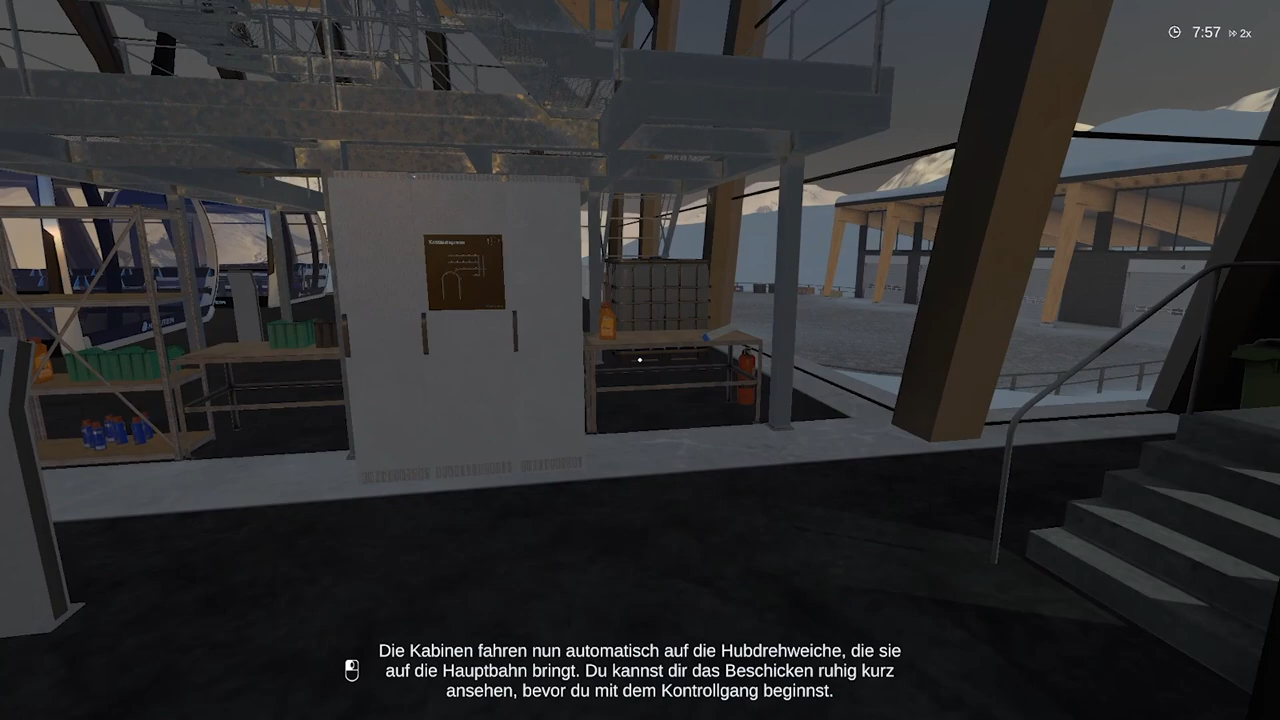 7:57 2x
Die Kabinen fahren nun automatisch auf die Hubdrehweiche, die sie
auf die Hauptbahn bringt. Du kannst dir das Beschicken ruhig kurz
ansehen, bevor du mit dem Kontrollgang beginnst.